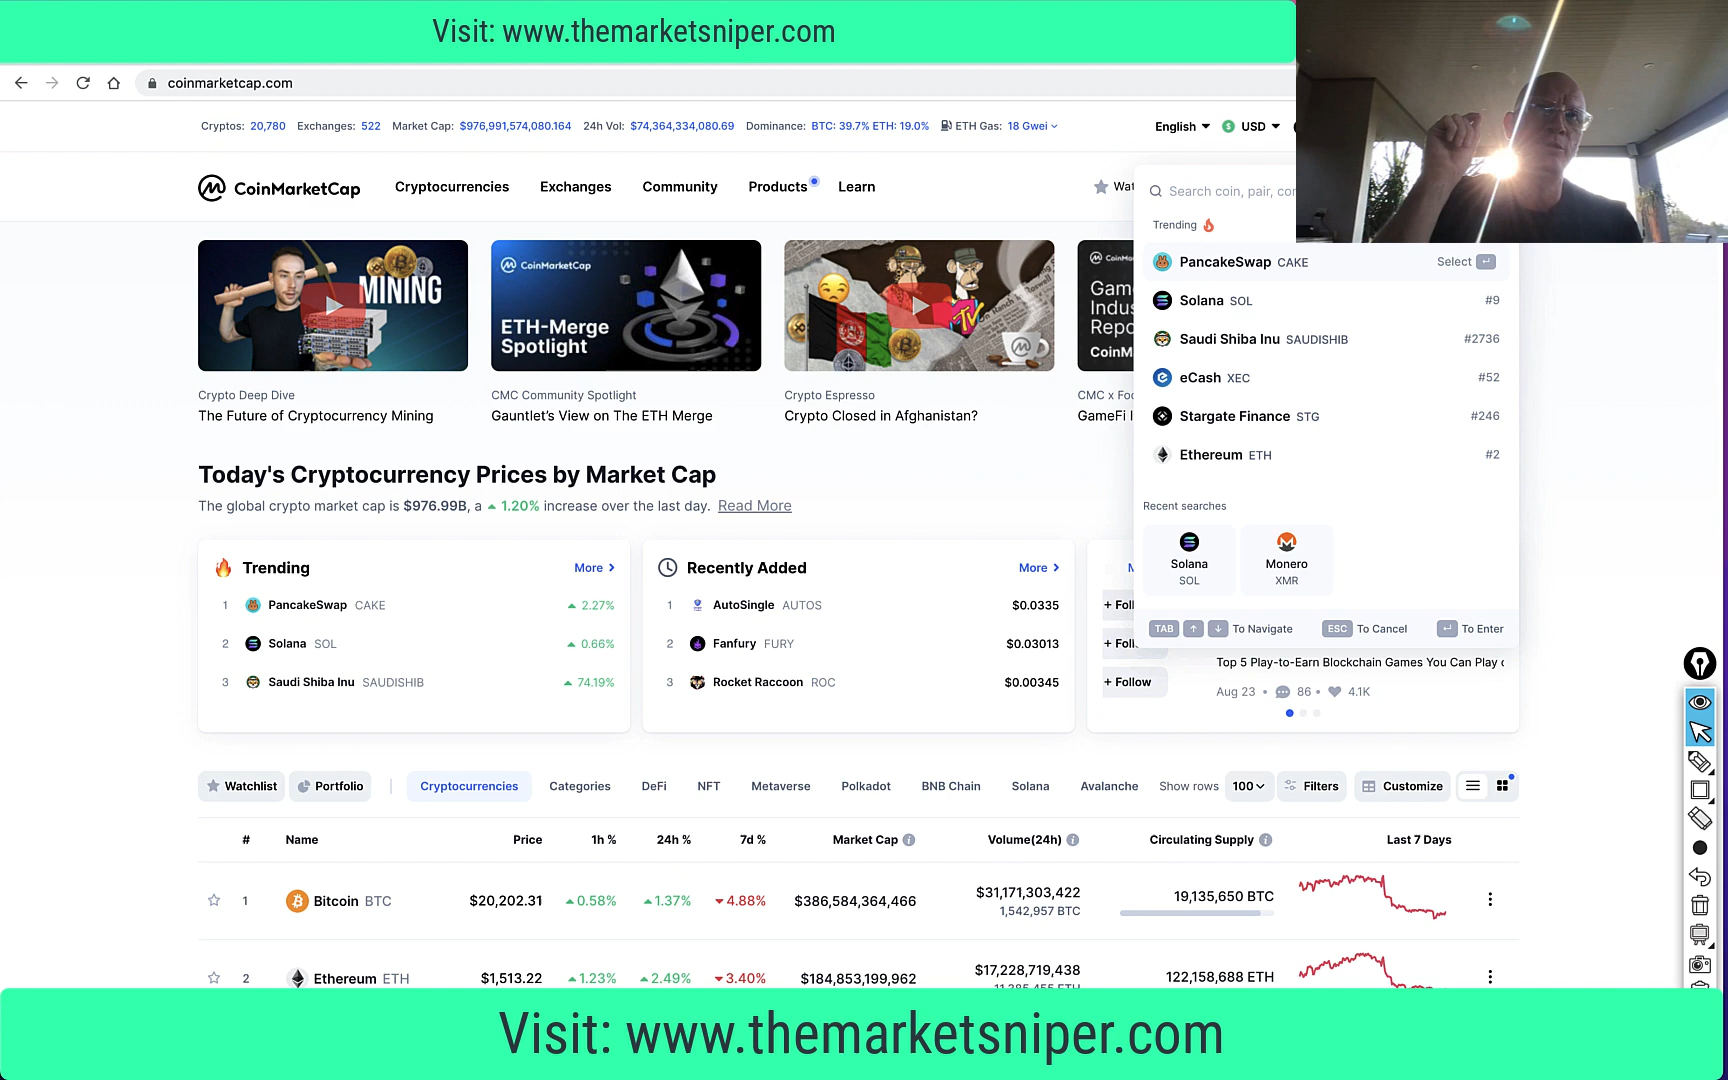 Visit: www.themarketsniper.com
coinmarketcap.com
Cryptos: 20,780 Exchanges: 522 Market Cap: $976,991,574,080.164 24h Vol: $74,364,334,080.69 Dominance: BTC: 39.7% ETH: 19.0% ETH Gas: 18 Gwei
English USD
CoinMarketCap Cryptocurrencies Exchanges Community Products Learn
Search coin, pair,
Trending
PancakeSwap CAKE Select
Solana SOL #9
Saudi Shiba Inu SAUDISHIB #2736
eCash XEC #52
Stargate Finance STG #246
Ethereum ETH #2
Recent searches
Solana
SOL
Monero
XMR
TAB To Navigate ESC To Cancel To Enter
MINING
CoinMarketCap
ETH-Merge
Spotlight
MTV
Crypto Deep Dive
The Future of Cryptocurrency Mining
CMC Community Spotlight
Gauntlet's View on The ETH Merge
Crypto Espresso
Crypto Closed in Afghanistan?
CMC x
GameFi
Today's Cryptocurrency Prices by Market Cap
The global crypto market cap is $976.99B, a 1.20% increase over the last day. Read More
Trending More
1 PancakeSwap CAKE 2.27%
2 Solana SOL 0.66%
3 Saudi Shiba Inu SAUDISHIB 74.19%
Recently Added More
1 AutoSingle AUTOS $0.0335
2 Fanfury FURY $0.03013
3 Rocket Raccoon ROC $0.00345
+ Follow
Top 5 Play-to-Earn Blockchain Games You Can Play
Aug 23 • 86 • 4.1K
Watchlist Portfolio Cryptocurrencies Categories DeFi NFT Metaverse Polkadot BNB Chain Solana Avalanche Show rows 100 Filters Customize
# Name Price 1h % 24h % 7d % Market Cap Volume(24h) Circulating Supply Last 7 Days
1 Bitcoin BTC $20,202.31 0.58% 1.37% 4.88% $386,584,364,466 $31,171,303,422 19,135,650 BTC
1,542,957 BTC
2 Ethereum ETH $1,513.22 1.23% 2.49% 3.40% $184,853,199,962 $17,228,719,438 122,158,688 ETH
Visit: www.themarketsniper.com